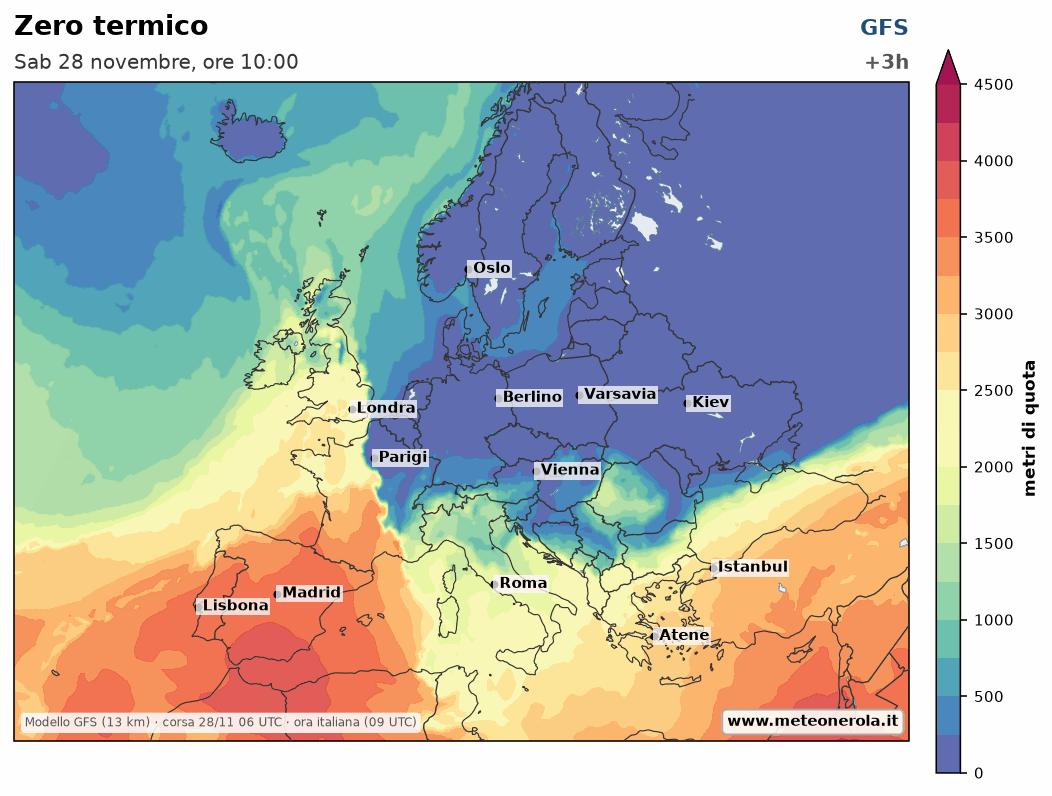 Zero termico
GFS
Sab 28 novembre, ore 10:00
+3h
4500
4000
3500
3000
2500
2000
1500
1000
500
0
metri di quota
Oslo
Berlino
Varsavia
Kiev
Londra
Parigi
Vienna
Istanbul
Roma
Madrid
Lisbona
Atene
Modello GFS (13 km) · corsa 28/11 06 UTC · ora italiana (09 UTC)
www.meteonerola.it